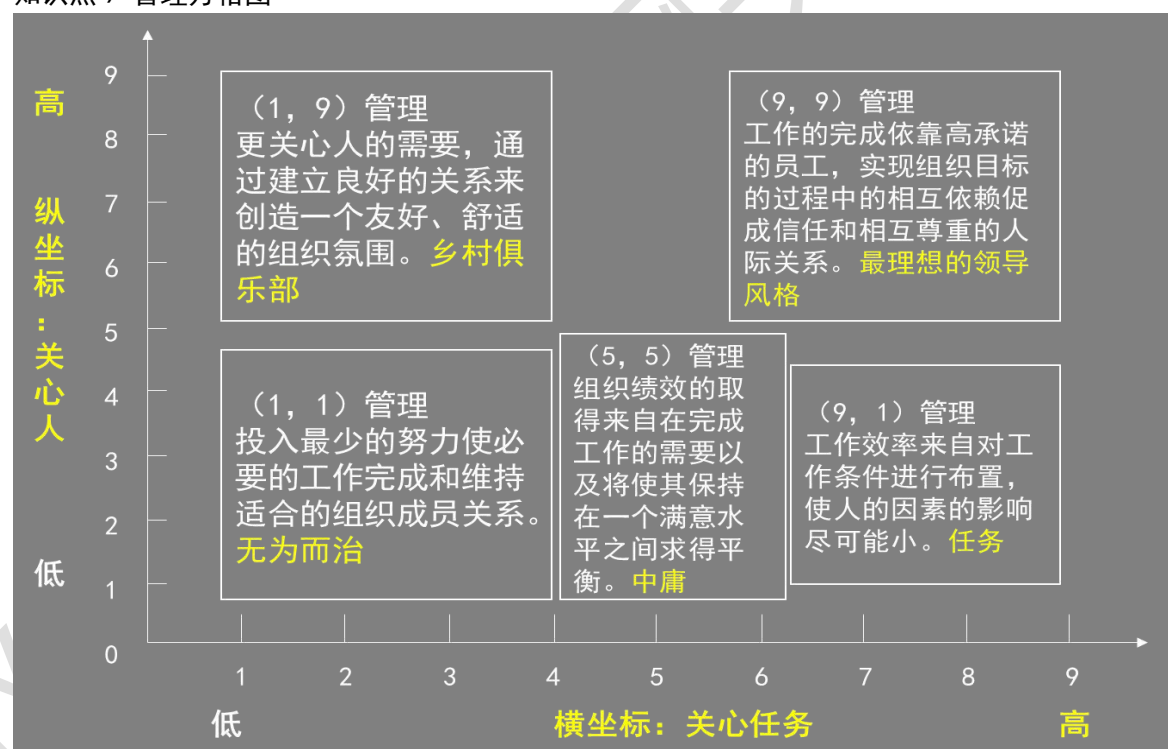 高
纵坐标:关心人
低
9
8
7
6
5
4
3
2
1
0
(1，9)管理
更关心人的需要，通
过建立良好的关系来
创造一个友好、舒适
的组织氛围。乡村俱
乐部
(9，9)管理
工作的完成依靠高承诺
的员工，实现组织目标
的过程中的相互依赖促
成信任和相互尊重的人
际关系。最理想的领导
风格
(1，1)管理
投入最少的努力使必
要的工作完成和维持
适合的组织成员关系。
无为而治
(5，5)管理
组织绩效的取
得来自在完成
工作的需要以
及将使其保持
在一个满意水
平之间求得平
衡。中庸
(9，1)管理
工作效率来自对工
作条件进行布置，
使人的因素的影响
尽可能小。任务
1 2 3 4 5 6 7 8 9
低 横坐标：关心任务 高